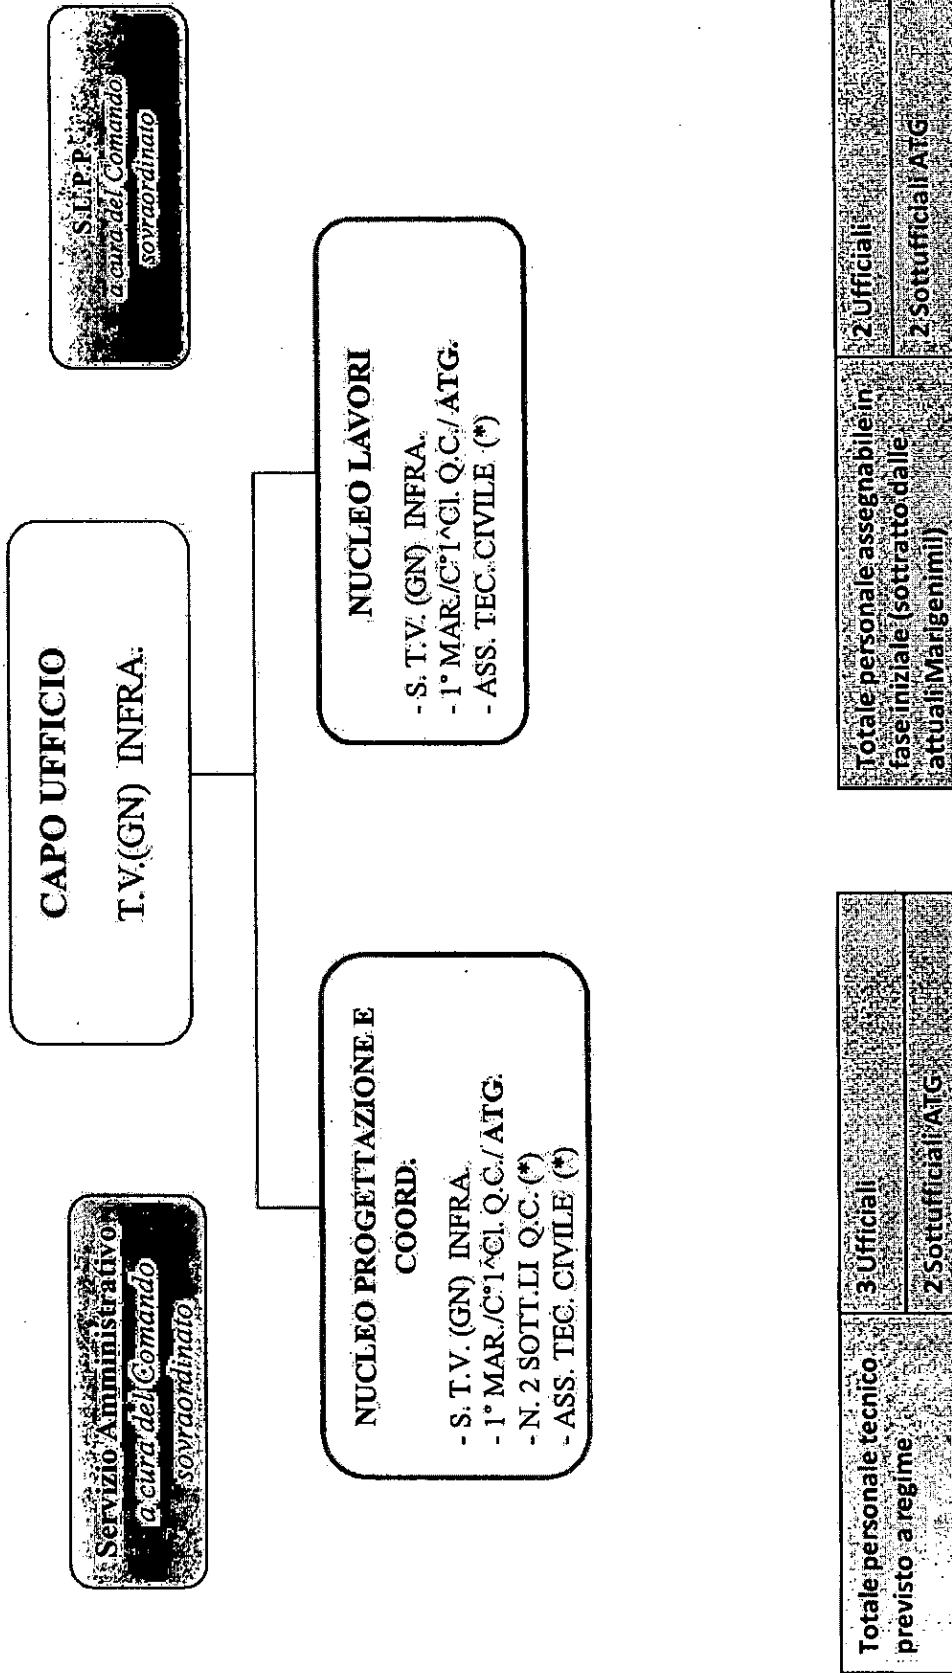 Servizio Amministrativo
a cura del Comando
sovraordinato
CAPO UFFICIO
T.V.(GN) INFRA.
S.U.P.P.
a cura del Comando
sovraordinato
NUCLEO PROGETTAZIONE E
COORD.
- S. T.V. (GN) INFRA.
- 1° MAR./C°1^Cl. Q.C./ ATG.
- N. 2 SOTT.LI Q.C. (*)
- ASS. TEC. CIVILE (*)
NUCLEO LAVORI
- S. T.V. (GN) INFRA.
- 1° MAR./C°1^Cl. Q.C./ ATG.
- ASS. TEC. CIVILE (*)
Totale personale tecnico
previsto a regime
3 Ufficiali
2 Sottufficiali ATG
Totale personale assegnabile in
fase iniziale (sottratto dalle
attuali Marigenimil)
2 Ufficiali
2 Sottufficiali ATG